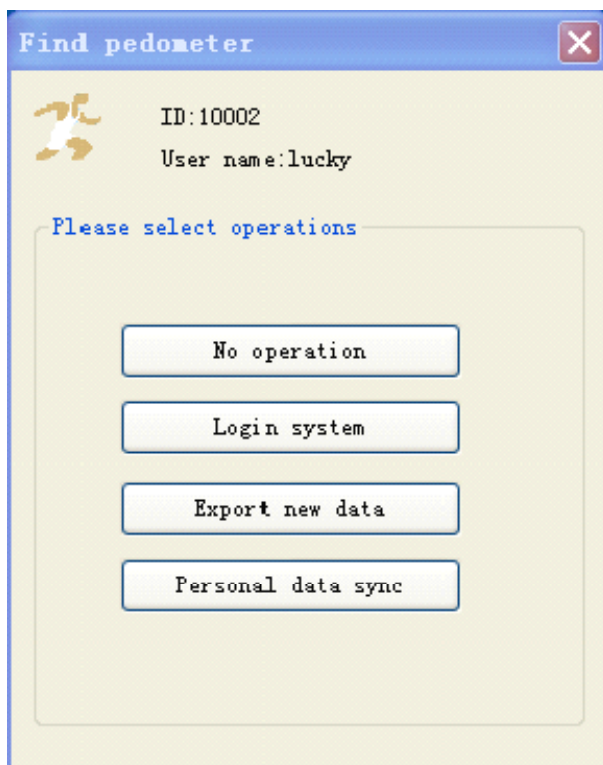 Find pedometer
ID:10002
User name:lucky
Please select operations
No operation
Login system
Export new data
Personal data sync